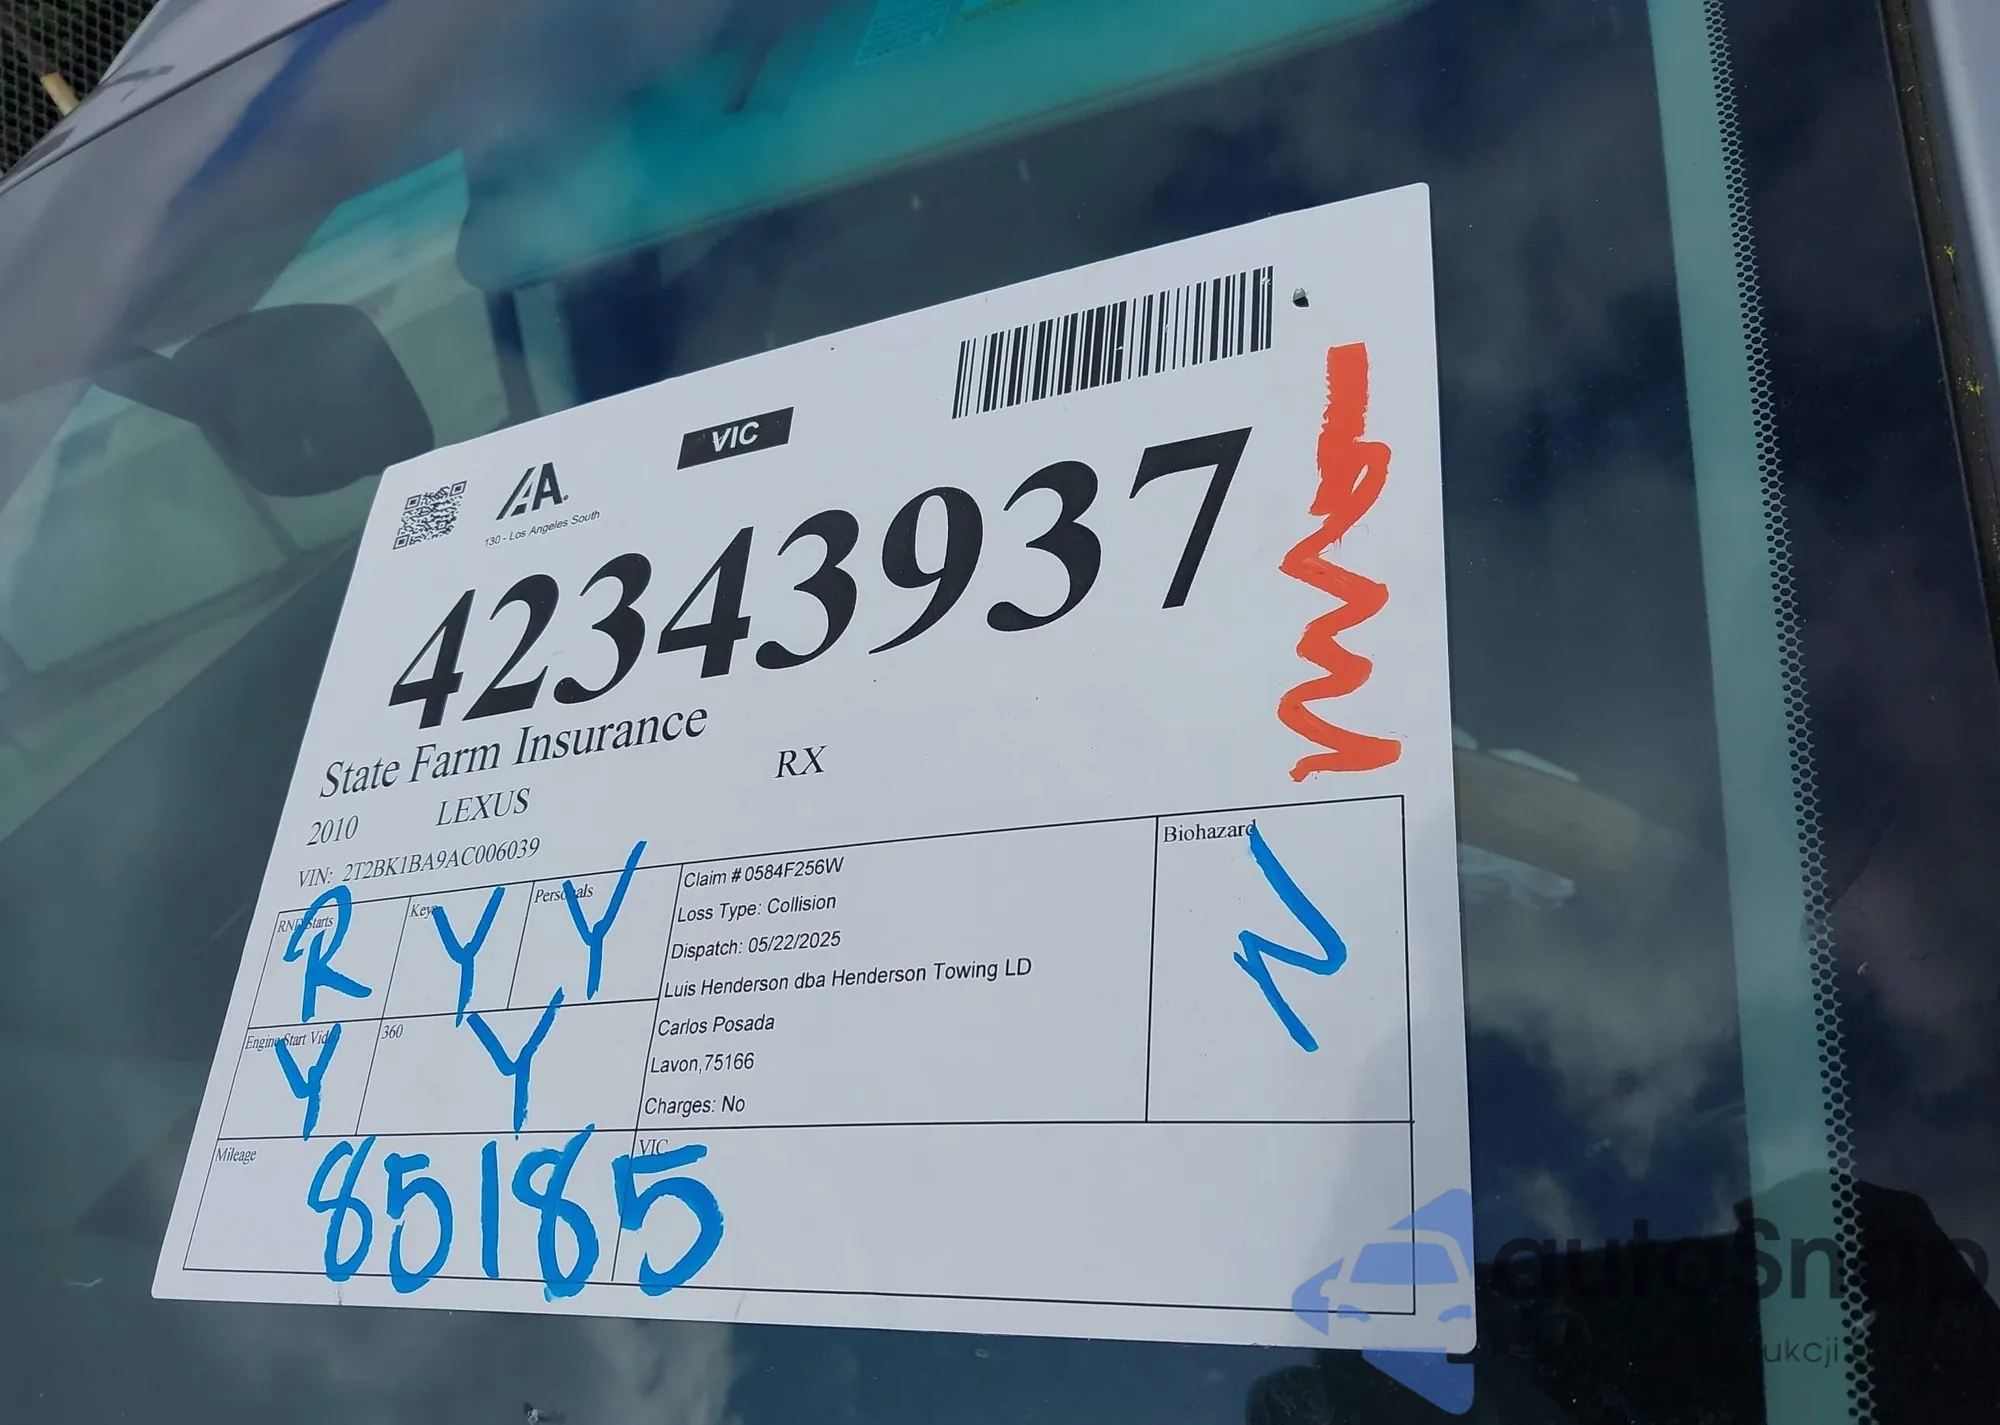 VIC
IAA
130 - Los Angeles South
42343937
State Farm Insurance
2010 LEXUS RX
VIN: 2T2BK1BA9AC006039
RND Starts
R
Keys
Y
Personals
Y
Engine Start Vid
Y
360
Y
Claim # 0584F256W
Loss Type: Collision
Dispatch: 05/22/2025
Luis Henderson dba Henderson Towing LD
Carlos Posada
Lavon,75166
Charges: No
Biohazard
N
Mileage
85185
VIC
autoSnap